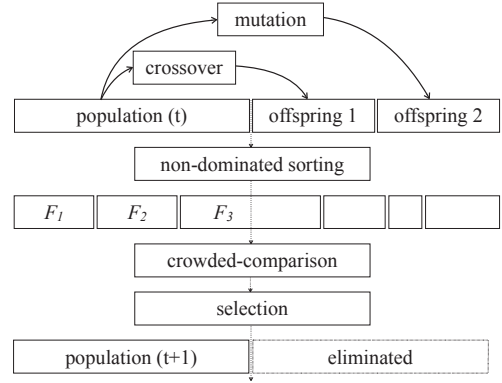 mutation
crossover
population (t) offspring 1 offspring 2
non-dominated sorting
F1 F2 F3
crowded-comparison
selection
population (t+1) eliminated